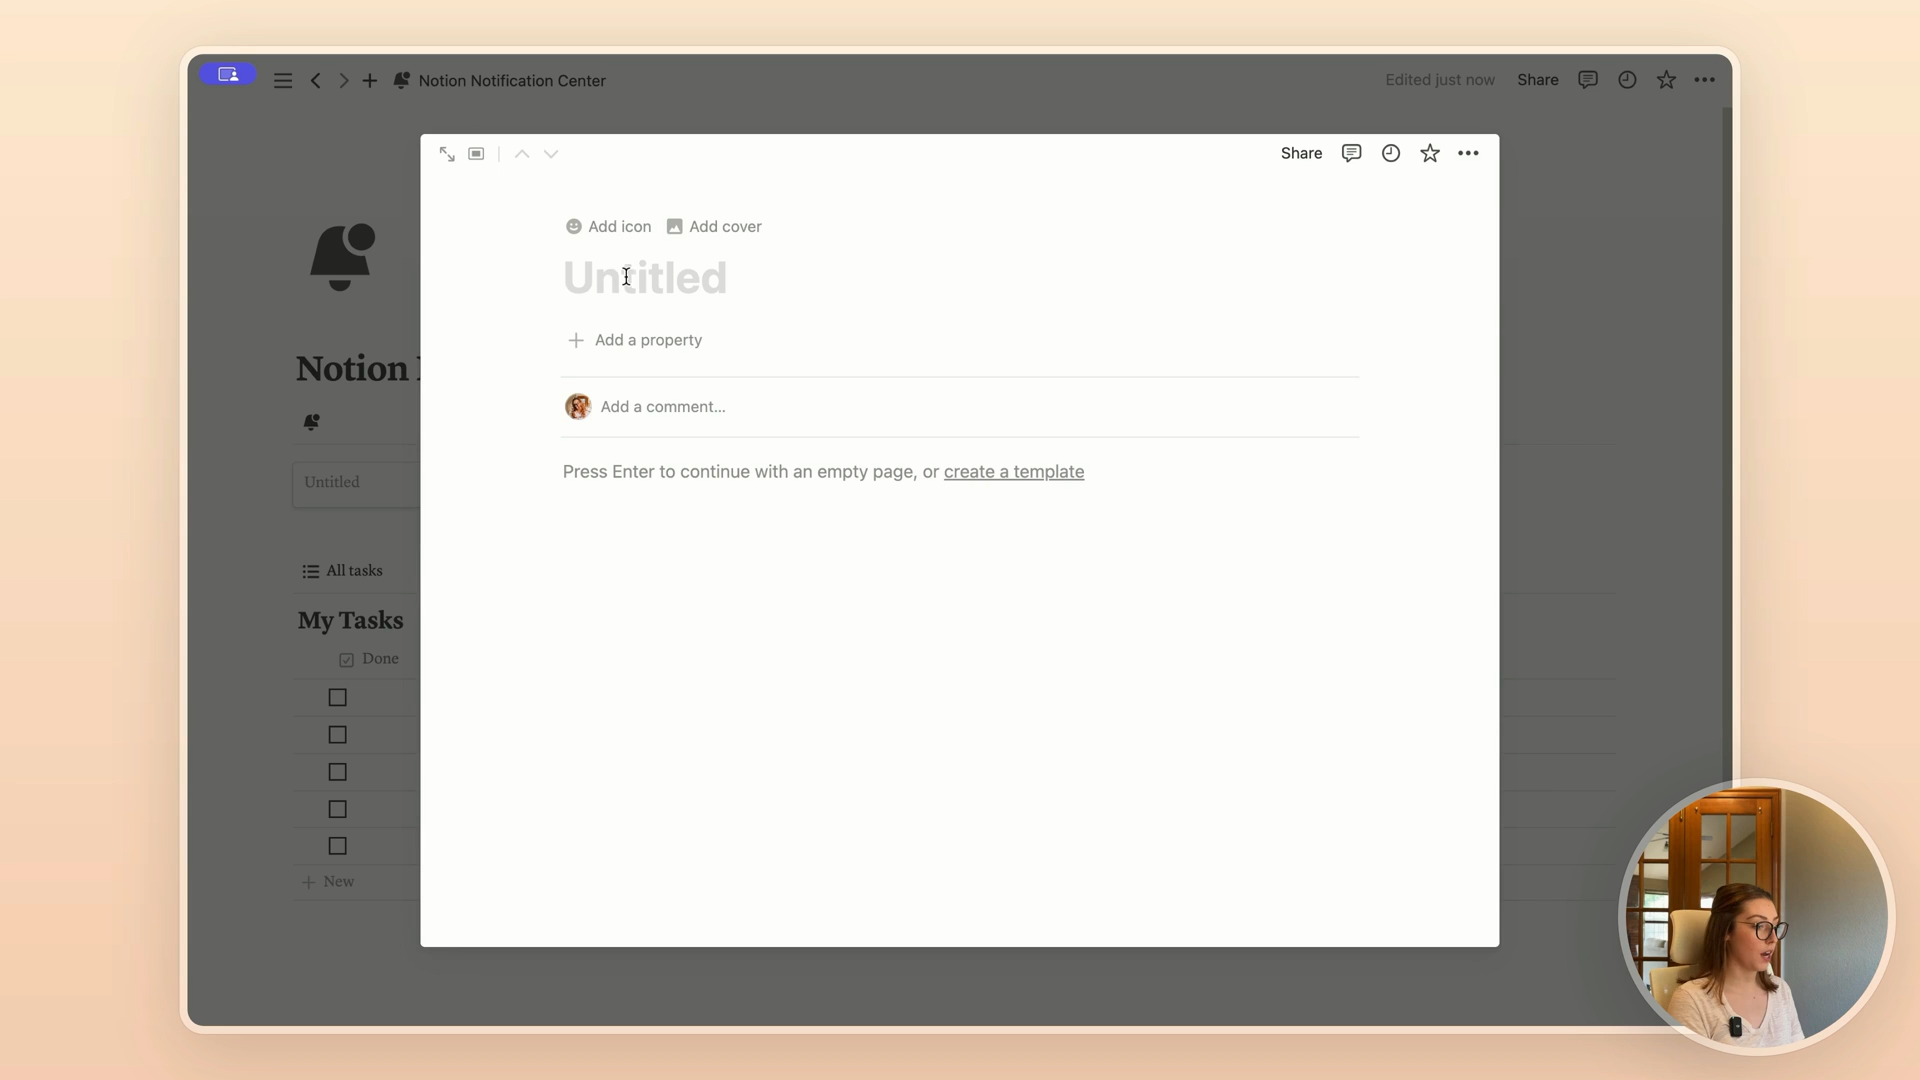 Notion Notification Center
Edited just now
Share
Share
Add icon
Add cover
Untitled
Add a property
Notion
Add a comment...
Press Enter to continue with an empty page, or create a template
Untitled
All tasks
My Tasks
Done
New